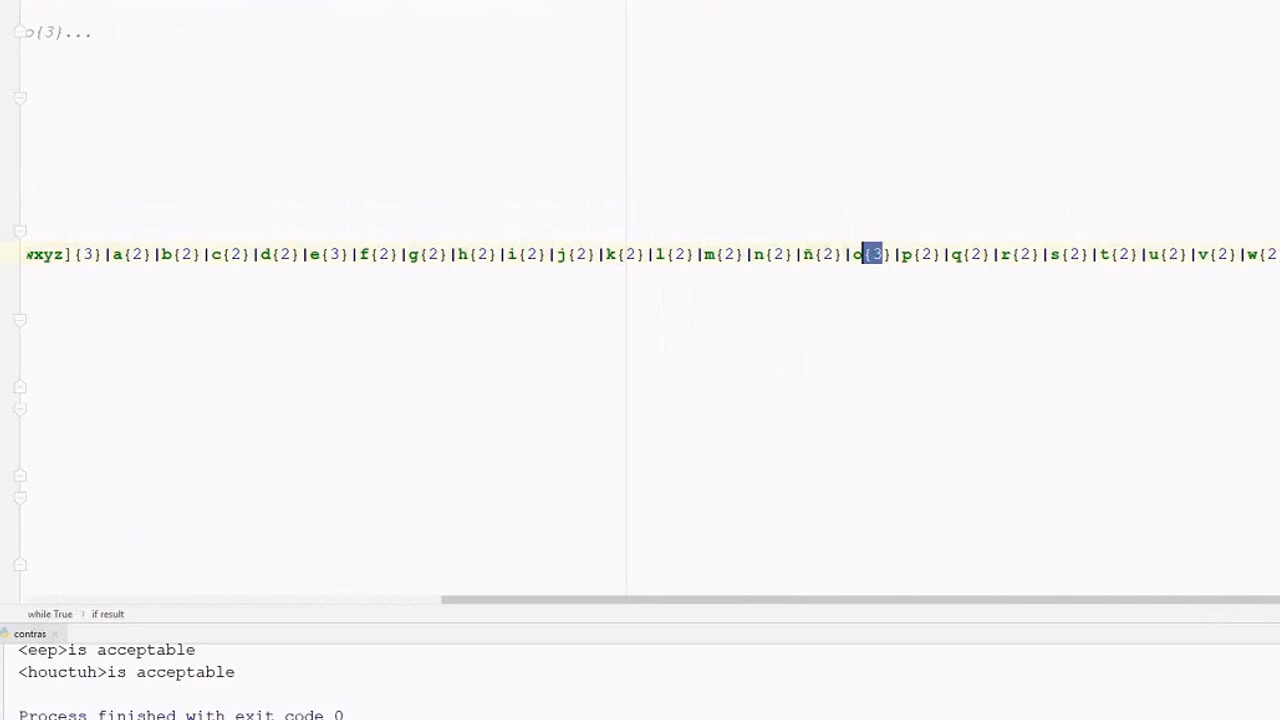 o{3}...
wxyz]{3}|a{2}|b{2}|c{2}|d{2}|e{3}|f{2}|g{2}|h{2}|i{2}|j{2}|k{2}|l{2}|m{2}|n{2}|ñ{2}|o{3}|p{2}|q{2}|r{2}|s{2}|t{2}|u{2}|v{2}|w{2
while True › if result
contras ×
<eep>is acceptable
<houctuh>is acceptable
Process finished with exit code 0